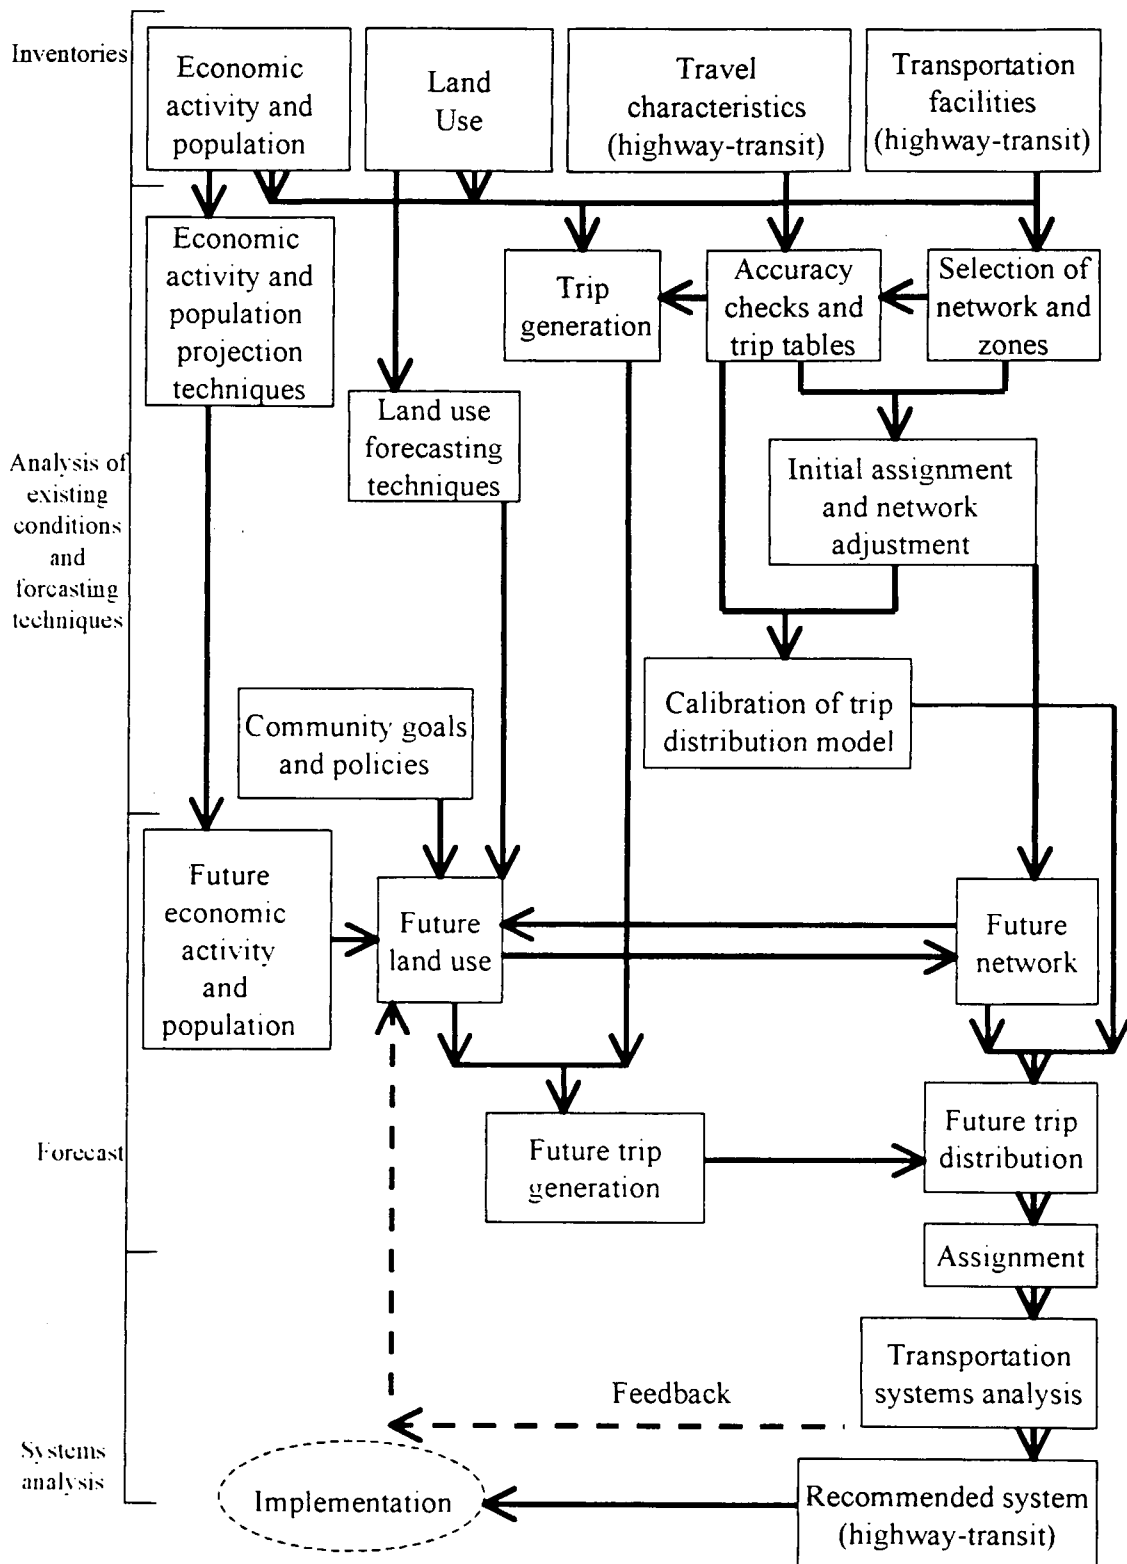 Inventories
Economic
activity and
population
Land
Use
Travel
characteristics
(highway-transit)
Transportation
facilities
(highway-transit)
Economic
activity and
population
projection
techniques
Trip
generation
Accuracy
checks and
trip tables
Selection of
network and
zones
Land use
forecasting
techniques
Analysis of
existing
conditions
and
forcasting
techniques
Initial assignment
and network
adjustment
Calibration of trip
distribution model
Community goals
and policies
Future
economic
activity
and
population
Future
land use
Future
network
Forecast
Future trip
generation
Future trip
distribution
Assignment
Transportation
systems analysis
Feedback
Systems
analysis
Implementation
Recommended system
(highway-transit)